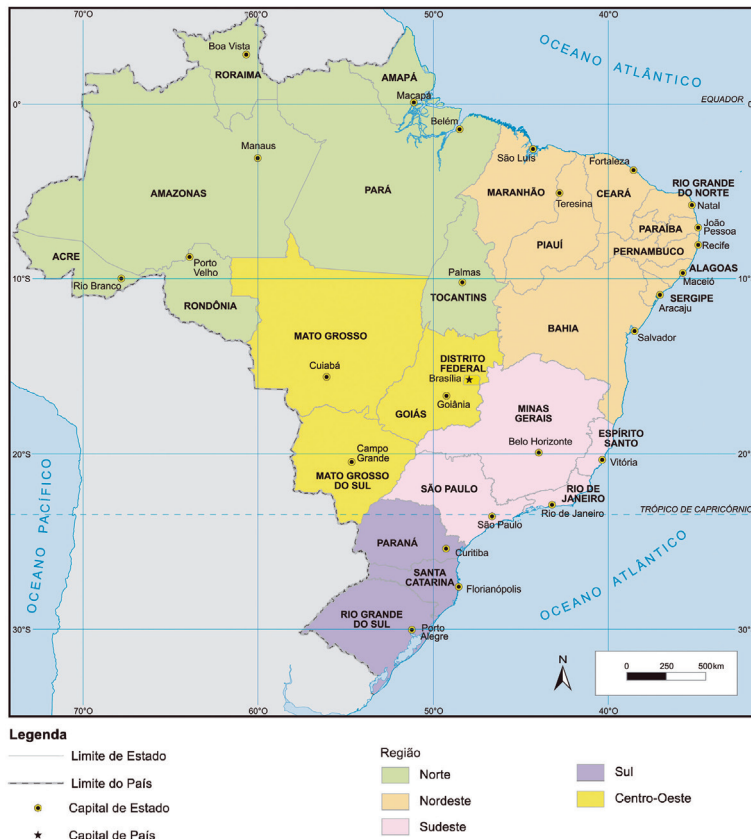 Boa Vista
RORAIMA
AMAPÁ
Macapá
OCEANO ATLÂNTICO
EQUADOR
0°
0°
Belém
Manaus
São Luís
Fortaleza
AMAZONAS
PARÁ
MARANHÃO
CEARÁ
RIO GRANDE
DO NORTE
Natal
Teresina
PARAÍBA
João
Pessoa
PIAUÍ
PERNAMBUCO
Recife
ACRE
Porto
Velho
Rio Branco
10°S
10°S
Palmas
ALAGOAS
Maceió
RONDÔNIA
TOCANTINS
SERGIPE
Aracaju
MATO GROSSO
BAHIA
Salvador
Cuiabá
DISTRITO
FEDERAL
Brasília
GOIÁS
Goiânia
MINAS
GERAIS
ESPÍRITO
SANTO
Campo
Grande
Belo Horizonte
Vitória
20°S
20°S
MATO GROSSO
DO SUL
SÃO PAULO
RIO DE
JANEIRO
Rio de Janeiro
São Paulo
TRÓPICO DE CAPRICÓRNIO
OCEANO PACÍFICO
PARANÁ
Curitiba
SANTA
CATARINA
Florianópolis
OCEANO ATLÂNTICO
RIO GRANDE
DO SUL
Porto
Alegre
30°S
30°S
N
0 250 500 km
70°O
60°O
50°O
40°O
70°O
60°O
50°O
40°O
Legenda
Limite de Estado
Limite do País
Capital de Estado
Capital de País
Região
Norte
Nordeste
Sudeste
Sul
Centro-Oeste